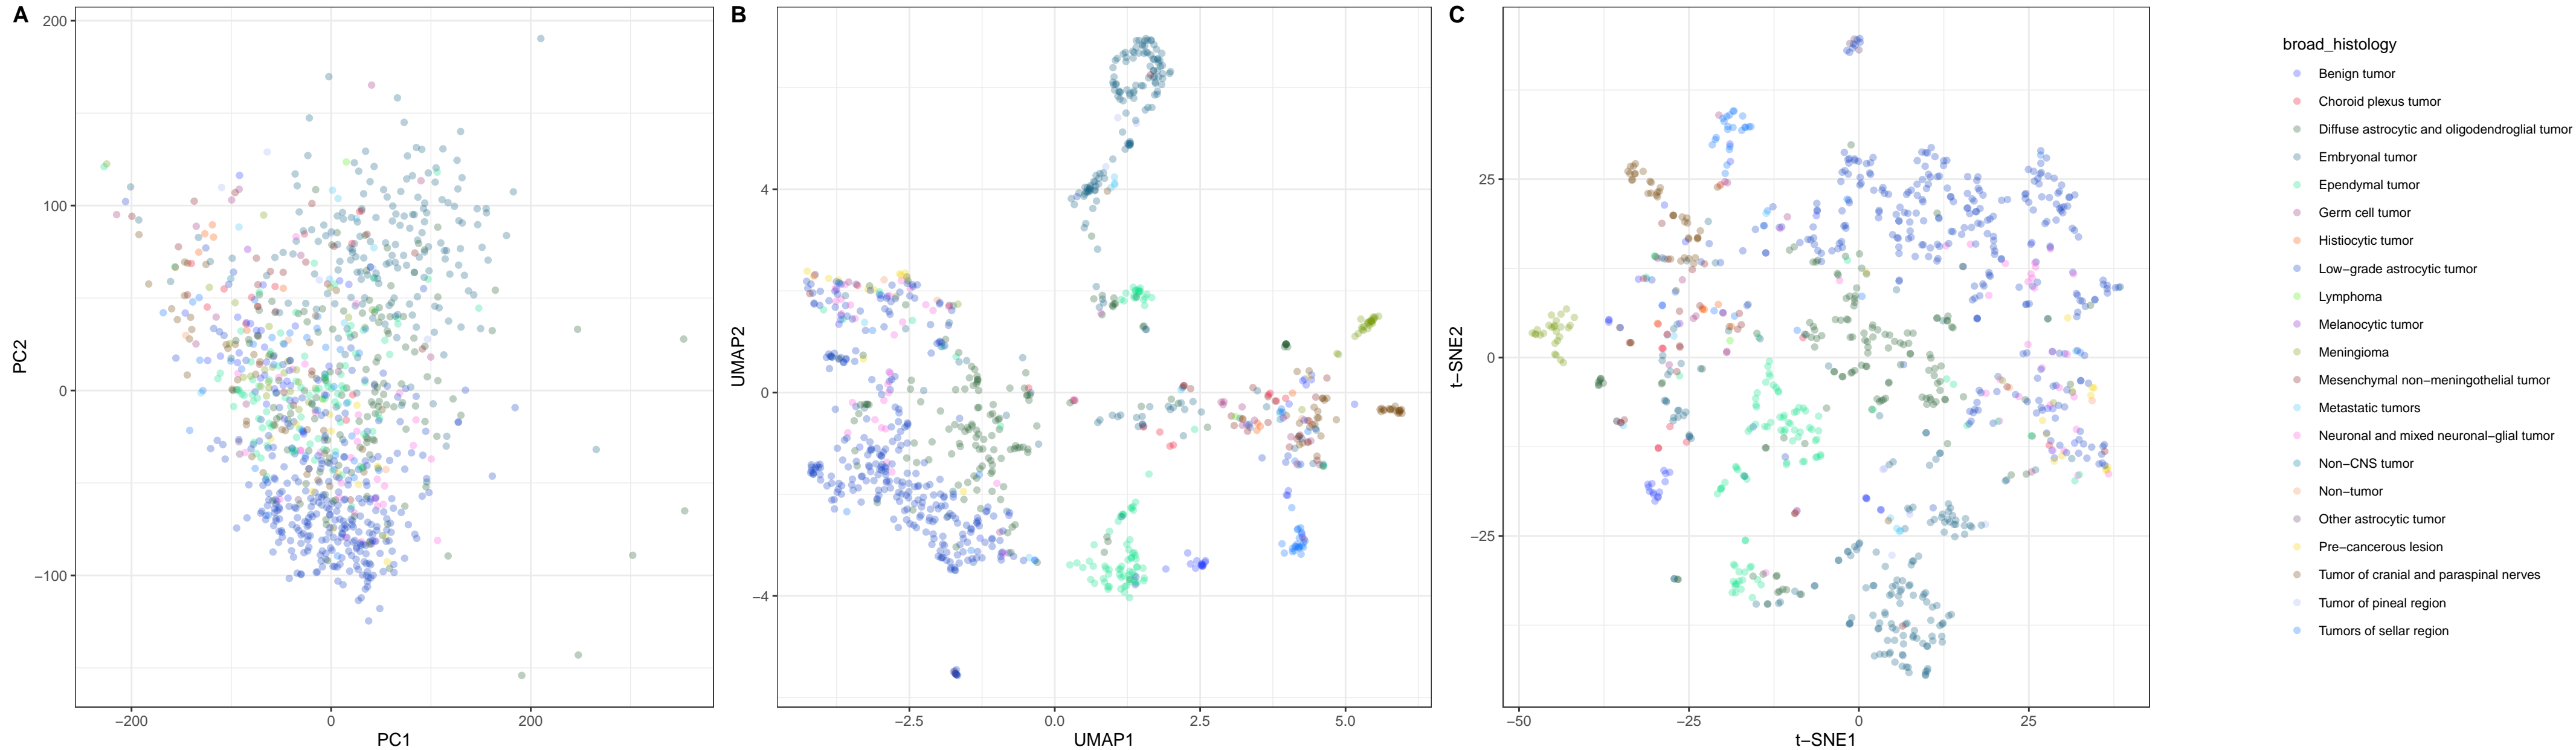 A
200
100
0
−100
PC2
−200
0
200
PC1
B
4
0
−4
UMAP2
−2.5
0.0
2.5
5.0
UMAP1
C
25
0
−25
t−SNE2
−50
−25
0
25
t−SNE1
broad_histology
Benign tumor
Choroid plexus tumor
Diffuse astrocytic and oligodendroglial tumor
Embryonal tumor
Ependymal tumor
Germ cell tumor
Histiocytic tumor
Low−grade astrocytic tumor
Lymphoma
Melanocytic tumor
Meningioma
Mesenchymal non−meningothelial tumor
Metastatic tumors
Neuronal and mixed neuronal−glial tumor
Non−CNS tumor
Non−tumor
Other astrocytic tumor
Pre−cancerous lesion
Tumor of cranial and paraspinal nerves
Tumor of pineal region
Tumors of sellar region